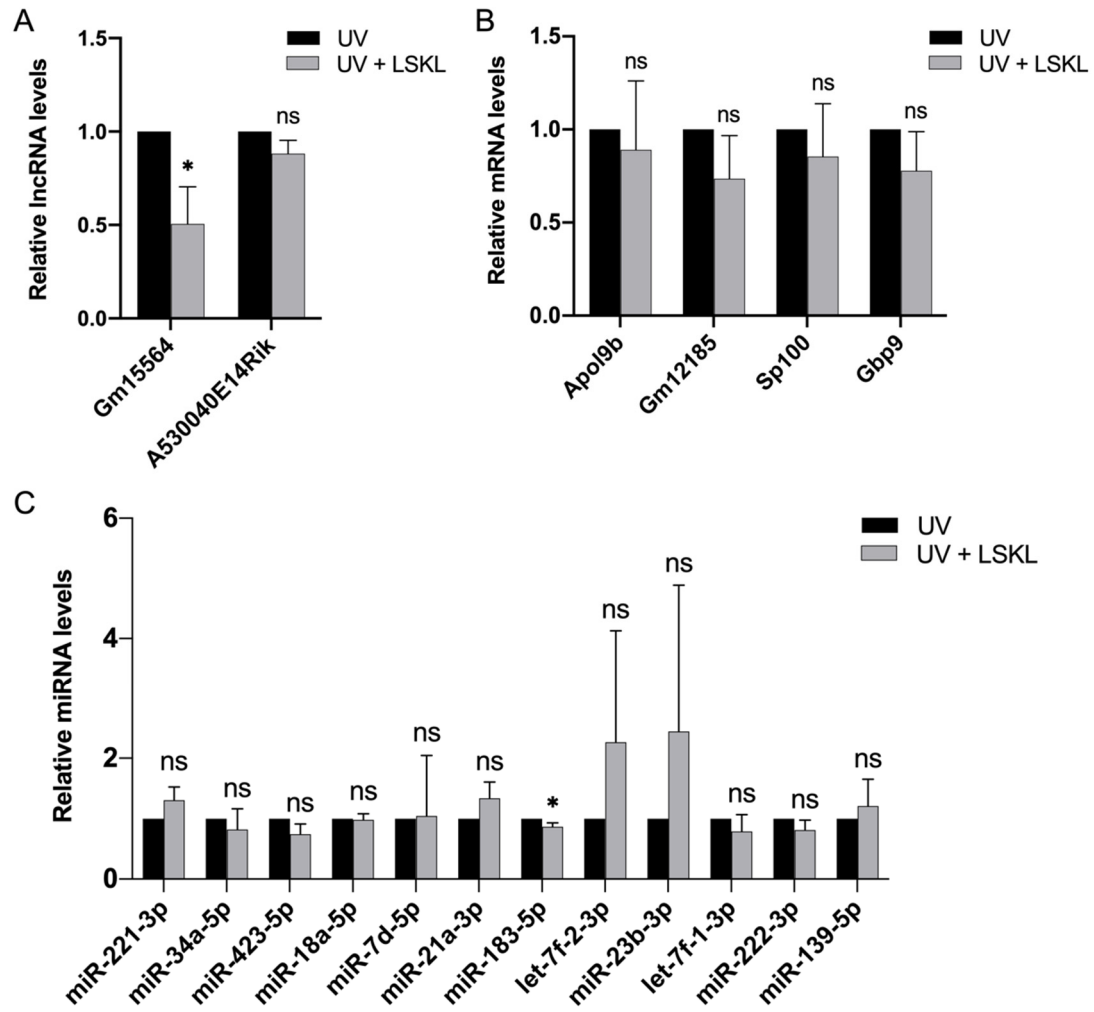 A
UV
UV + LSKL
Relative lncRNA levels
1.5
1.0
0.5
0.0
*
ns
Gm15564
A530040E14Rik
B
UV
UV + LSKL
Relative mRNA levels
1.5
1.0
0.5
0.0
ns
ns
ns
ns
Apol9b
Gm12185
Sp100
Gbp9
C
UV
UV + LSKL
Relative miRNA levels
6
4
2
0
ns
ns
ns
ns
ns
ns
*
ns
ns
ns
ns
ns
miR-221-3p
miR-34a-5p
miR-423-5p
miR-18a-5p
miR-7d-5p
miR-21a-3p
miR-183-5p
let-7f-2-3p
miR-23b-3p
let-7f-1-3p
miR-222-3p
miR-139-5p